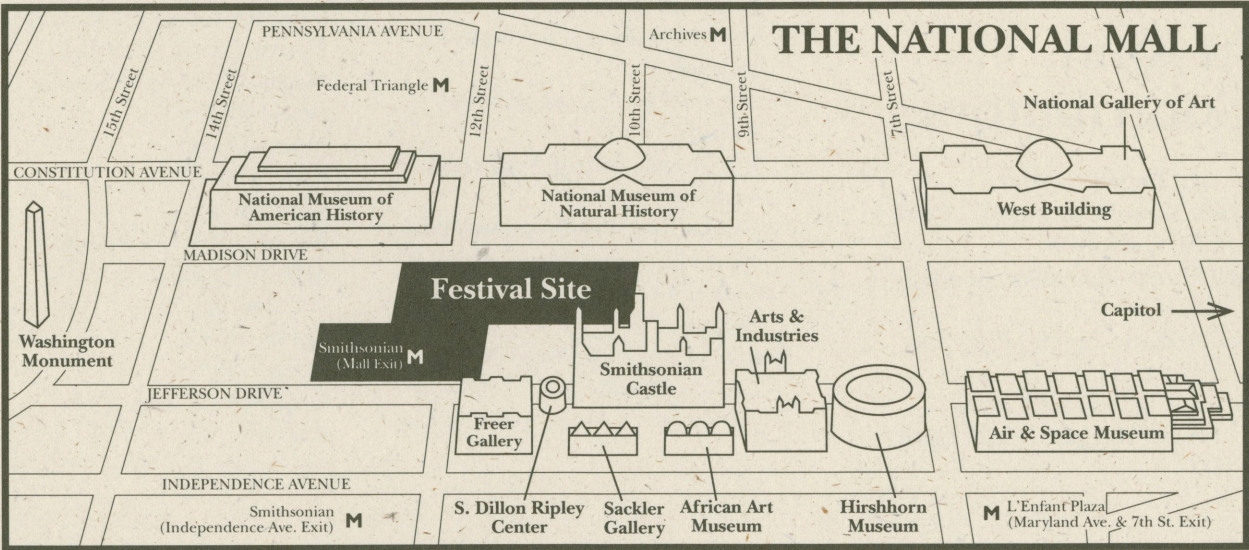 THE NATIONAL MALL
PENNSYLVANIA AVENUE
Archives M
Federal Triangle M
15th Street
14th Street
12th Street
10th Street
9th Street
7th Street
National Gallery of Art
CONSTITUTION AVENUE
National Museum of
American History
National Museum of
Natural History
West Building
MADISON DRIVE
Festival Site
Capitol
Washington
Monument
Smithsonian
(Mall Exit) M
Arts &
Industries
Smithsonian
Castle
JEFFERSON DRIVE
Freer
Gallery
Air & Space Museum
INDEPENDENCE AVENUE
Smithsonian
(Independence Ave. Exit) M
S. Dillon Ripley
Center
Sackler
Gallery
African Art
Museum
Hirshhorn
Museum
M L'Enfant Plaza
(Maryland Ave. & 7th St. Exit)